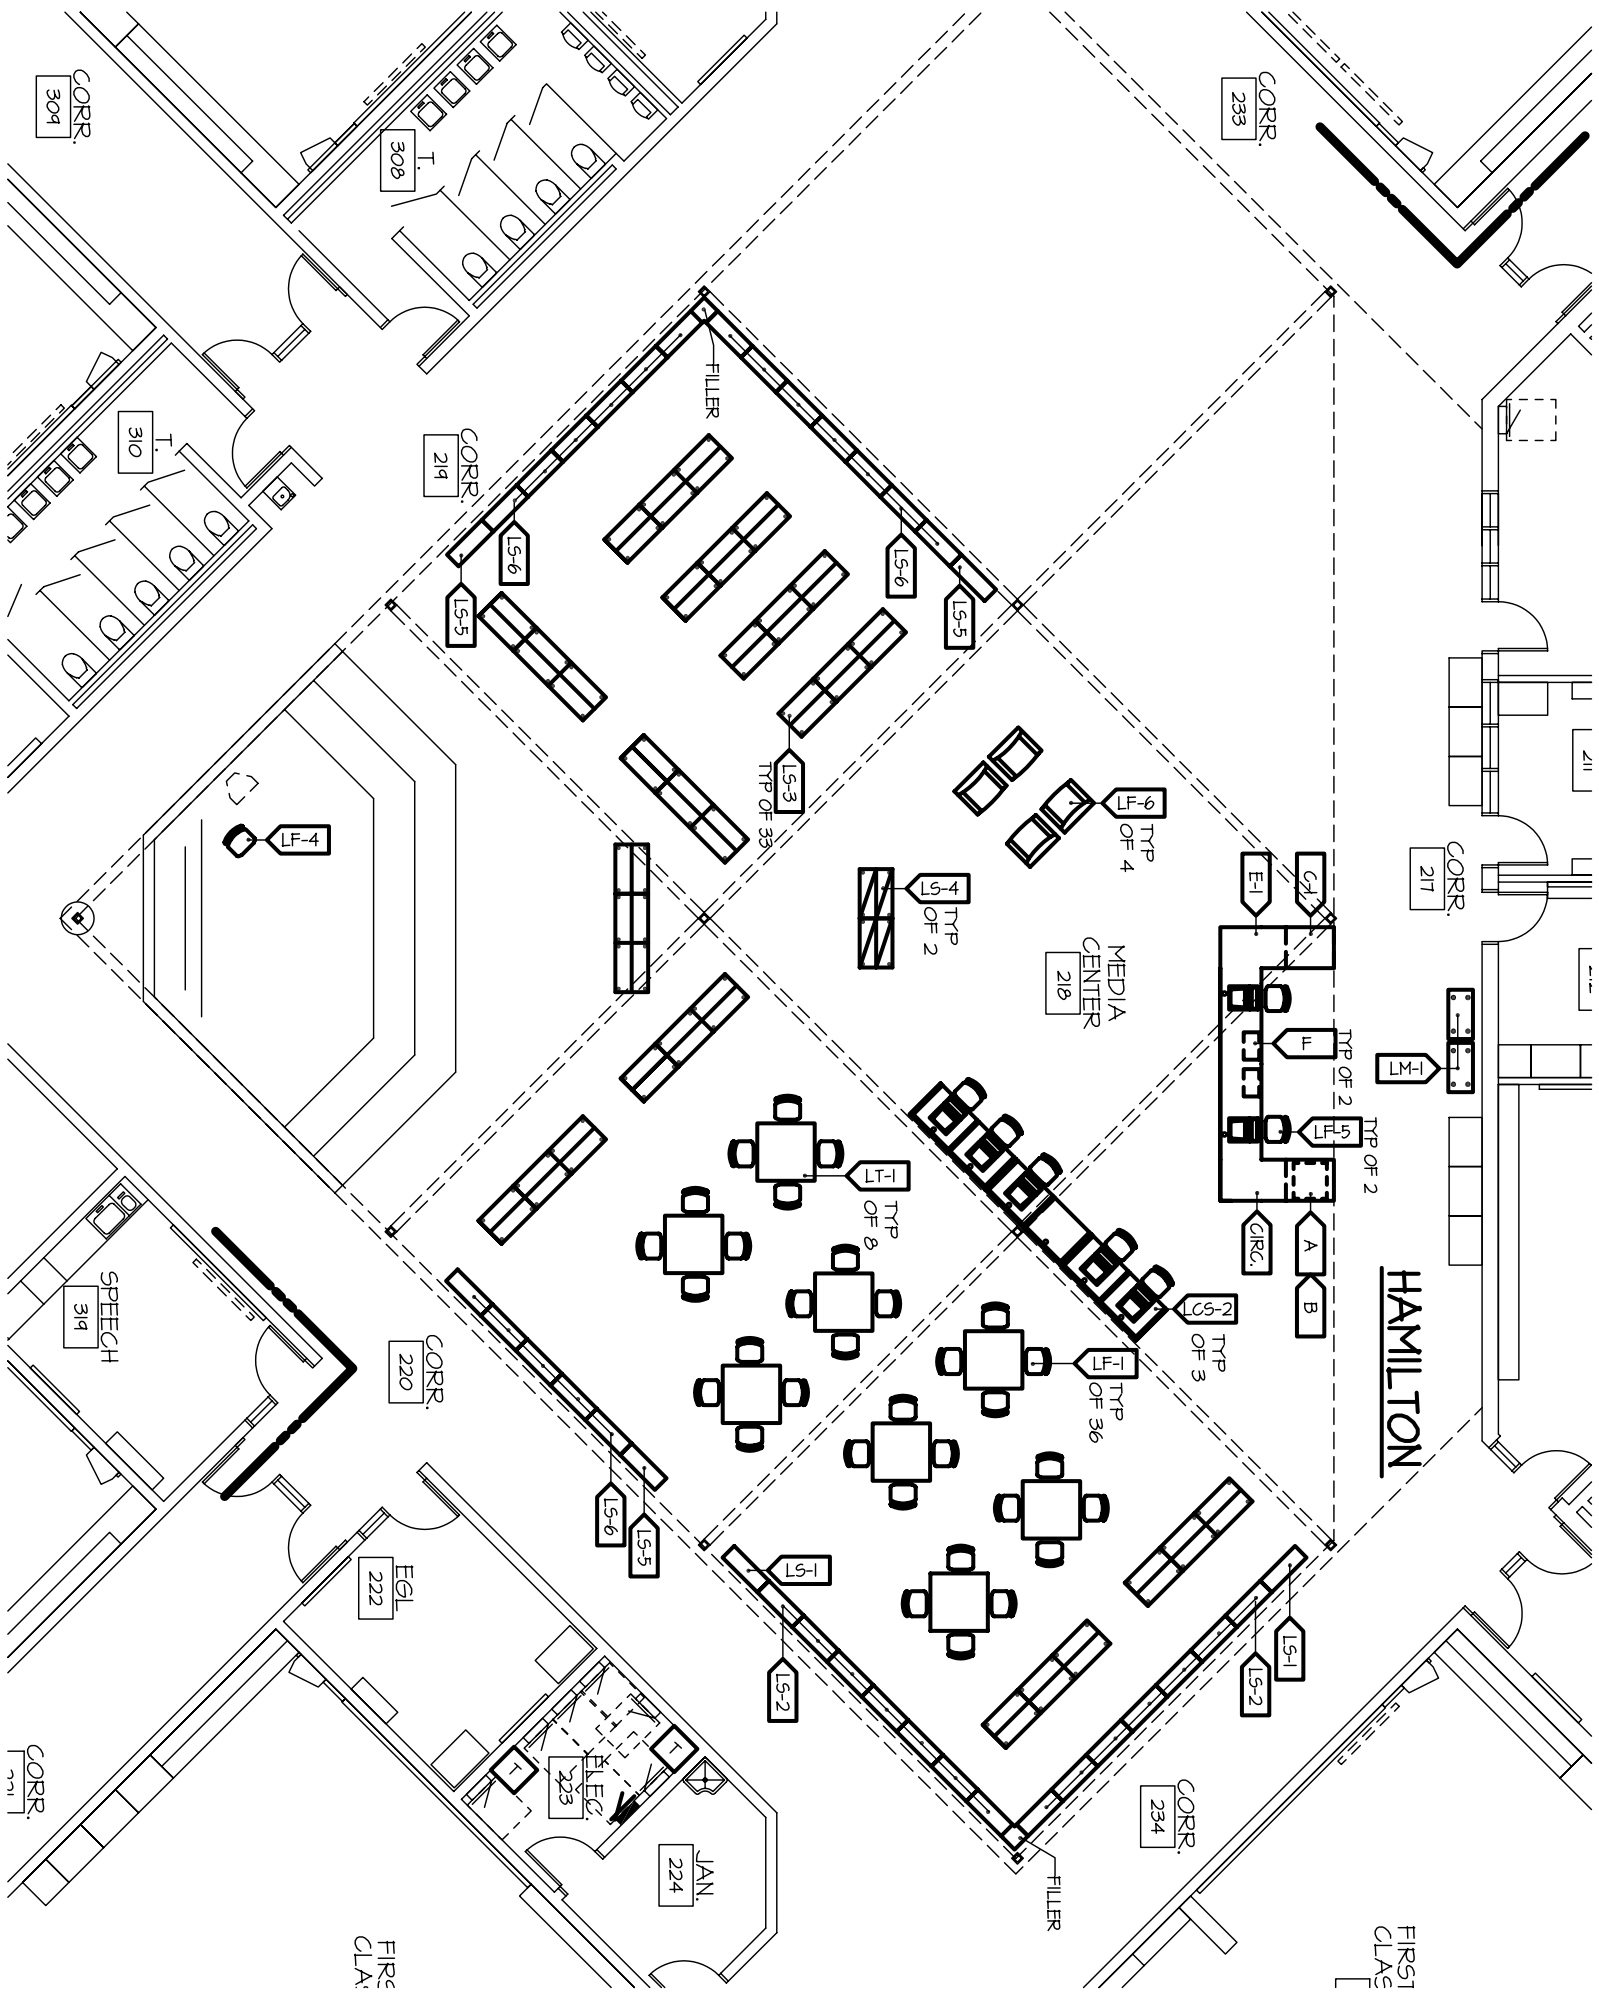 CORR.
309
T.
308
CORR.
233
T.
310
CORR.
219
FILLER
LS-6
LS-5
LS-6
LS-5
LS-3
TYP OF 33
LF-6
TYP
OF 4
LF-4
LS-4
TYP
OF 2
E-1
C-1
CORR.
217
MEDIA
CENTER
218
F
TYP OF 2
LM-1
LF-5
TYP OF 2
LT-1
TYP
OF 8
CIRC.
A
B
HAMILTON
LCS-2
TYP
OF 3
LF-1
TYP
OF 36
SPEECH
319
CORR.
220
LS-6
LS-5
LS-1
LS-2
LS-1
LS-2
EGL
222
ELEC.
223
T
T
JAN.
224
CORR.
234
FILLER
CORR.
FIRS
CLAS
FIRST
CLAS